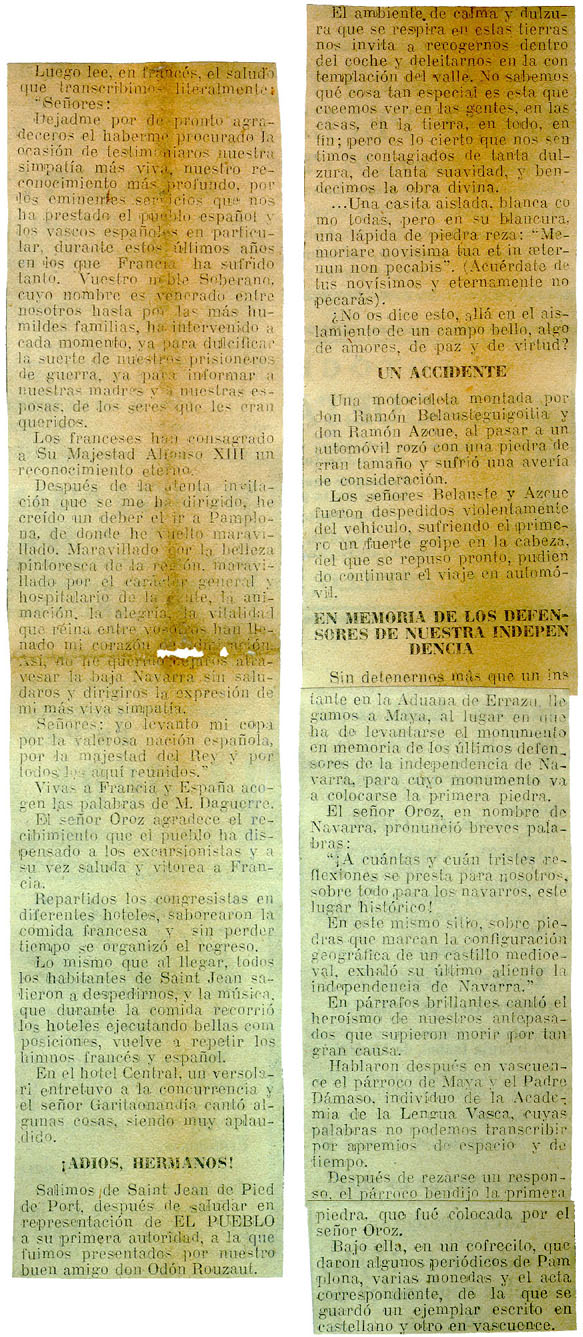 Luego lee, en francés, el saludo
que transcribimos literalmente:
"Señores:
Dejadme por de pronto agra-
deceros el haberme procurado la
ocasión de testimoniaros nuestra
simpatía más viva, nuestro re-
conocimiento más profundo, por
los eminentes servicios que nos
ha prestado el pueblo español y
los vascos españoles en particu-
lar, durante estos últimos años
en los que Francia ha sufrido
tanto. Vuestro noble Soberano,
cuyo nombre es venerado entre
nosotros hasta por las más hu-
mildes familias, ha intervenido a
cada momento, ya para dulcificar
la suerte de nuestros prisioneros
de guerra, ya para informar a
nuestras madres y a nuestras es-
posas, de los seres que les eran
queridos.
Los franceses han consagrado
a Su Majestad Alfonso XIII un
reconocimiento eterno.
Después de la atenta invita-
ción que se me ha dirigido, he
creído un deber el ir a Pamplo-
na, de donde he vuelto maravi-
llado. Maravillado por la belleza
pintoresca de la región, maravi-
llado por el carácter general y
hospitalario de la gente, la ani-
mación, la alegría, la vitalidad
que reina entre vosotros han lle-
nado mi corazón de
Así, no he querido dejaros atra-
vesar la baja Navarra sin salu-
daros y dirigiros la expresión de
mi más viva simpatía.
Señores: yo levanto mi copa
por la valerosa nación española,
por la majestad del Rey y por
todos los aquí reunidos."
Vivas a Francia y España aco-
gen las palabras de M. Daguerre.
El señor Oroz agradece el re-
cibimiento que el pueblo ha dis-
pensado a los excursionistas y a
su vez saluda y vitorea a Fran-
cia.
Repartidos los congresistas en
diferentes hoteles, saborearon la
comida francesa y sin perder
tiempo se organizó el regreso.
Lo mismo que al llegar, todos
los habitantes de Saint Jean sa-
lieron a despedirnos, y la música,
que durante la comida recorrió
los hoteles ejecutando bellas com
posiciones, vuelve a repetir los
himnos francés y español.
En el hotel Central, un versola-
ri entretuvo a la concurrencia y
el señor Garitaonandía cantó al-
gunas cosas, siendo muy aplau-
dido.
¡ADIOS, HERMANOS!
Salimos de Saint Jean de Pied
de Port, después de saludar en
representación de EL PUEBLO
a su primera autoridad, a la que
fuimos presentados por nuestro
buen amigo don Odón Rouzaut.
El ambiente de calma y dulzu-
ra que se respira en estas tierras
nos invita a recogernos dentro
del coche y deleitarnos en la con
templación del valle. No sabemos
qué cosa tan especial es esta que
creemos ver en las gentes, en las
casas, en la tierra, en todo, en
fin; pero es lo cierto que nos sen
timos contagiados de tanta dul-
zura, de tanta suavidad, y ben-
decimos la obra divina.
...Una casita aislada, blanca co
mo todas, pero en su blancura,
una lápida de piedra reza: "Me-
moriare novisima tua et in æter-
nun non pecabis". (Acuérdate de
tus novísimos y eternamente no
pecarás).
¿No os dice esto, allá en el ais-
lamiento de un campo bello, algo
de amores, de paz y de virtud?
UN ACCIDENTE
Una motocicleta montada por
don Ramón Belausteguigoitia y
don Ramón Azcue, al pasar a un
automóvil rozó con una piedra de
gran tamaño y sufrió una avería
de consideración.
Los señores Belauste y Azcue
fueron despedidos violentamente
del vehículo, sufriendo el prime-
ro un fuerte golpe en la cabeza,
del que se repuso pronto, pudien
do continuar el viaje en automó-
vil.
EN MEMORIA DE LOS DEFEN-
SORES DE NUESTRA INDEPEN
DENCIA
Sin detenernos más que un ins
tante en la Aduana de Errazu, lle
gamos a Maya, al lugar en que
ha de levantarse el monumento
en memoria de los últimos defen-
sores de la independencia de Na-
varra, para cuyo monumento va
a colocarse la primera piedra.
El señor Oroz, en nombre de
Navarra, pronunció breves pala-
bras:
"¡A cuántas y cuán tristes re-
flexiones se presta para nosotros,
sobre todo para los navarros, este
lugar histórico!
En este mismo sitio, sobre pie-
dras que marcan la configuración
geográfica de un castillo medioe-
val, exhaló su último aliento la
independencia de Navarra."
En párrafos brillantes cantó el
heroísmo de nuestros antepasa-
dos que supieron morir por tan
gran causa.
Hablaron después en vascuen-
ce el párroco de Maya y el Padre
Dámaso, individuo de la Acade-
mia de la Lengua Vasca, cuyas
palabras no podemos transcribir
por apremios de espacio y de
tiempo.
Después de rezarse un respon-
so, el párroco bendijo la primera
piedra, que fué colocada por el
señor Oroz.
Bajo ella, en un cofrecito, que
daron algunos periódicos de Pam
plona, varias monedas y el acta
correspondiente, de la que se
guardó un ejemplar escrito en
castellano y otro en vascuence.